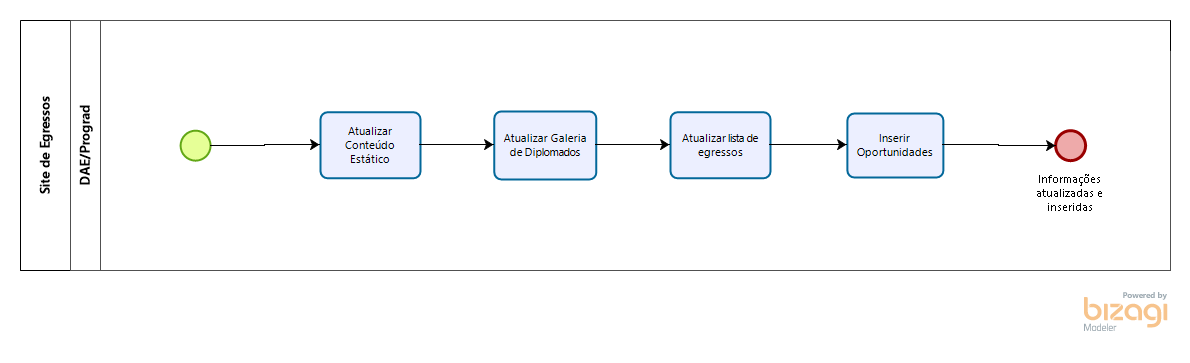 Site de Egressos
DAE/Prograd
Atualizar
Conteúdo
Estático
Atualizar Galeria
de Diplomados
Atualizar lista de
egressos
Inserir
Oportunidades
Informações
atualizadas e
inseridas
Powered by
bizagi
Modeler